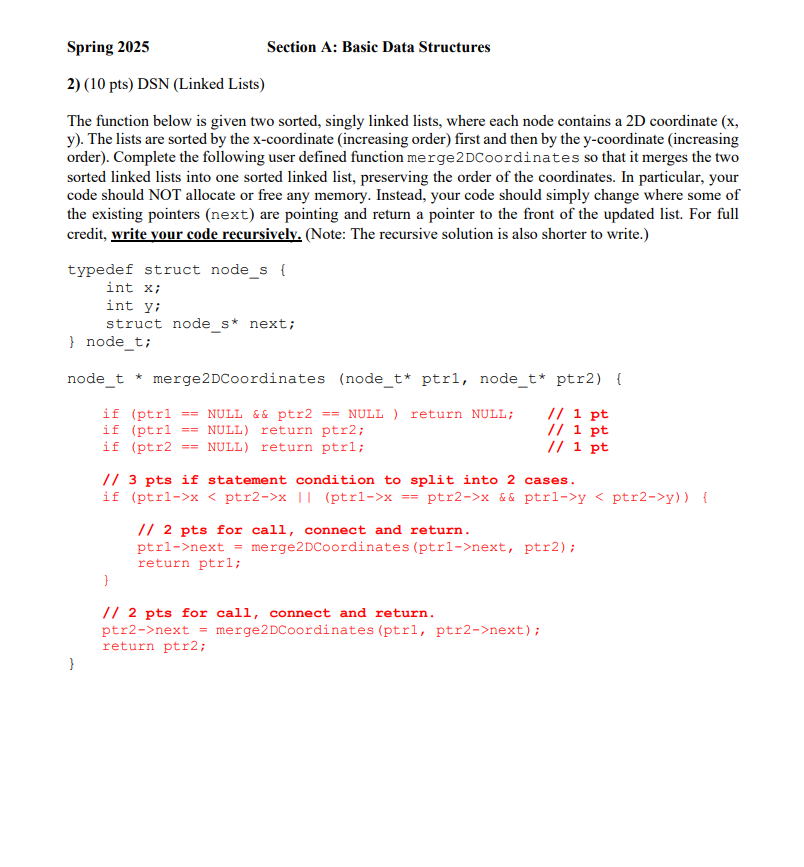 Spring 2025 Section A: Basic Data Structures
2) (10 pts) DSN (Linked Lists)
The function below is given two sorted, singly linked lists, where each node contains a 2D coordinate (x,
y). The lists are sorted by the x-coordinate (increasing order) first and then by the y-coordinate (increasing
order). Complete the following user defined function merge2DCoordinates so that it merges the two
sorted linked lists into one sorted linked list, preserving the order of the coordinates. In particular, your
code should NOT allocate or free any memory. Instead, your code should simply change where some of
the existing pointers (next) are pointing and return a pointer to the front of the updated list. For full
credit, write your code recursively. (Note: The recursive solution is also shorter to write.)
typedef struct node_s {
    int x;
    int y;
    struct node_s* next;
} node_t;
node_t * merge2DCoordinates (node_t* ptr1, node_t* ptr2) {
    if (ptr1 == NULL && ptr2 == NULL ) return NULL; // 1 pt
    if (ptr1 == NULL) return ptr2; // 1 pt
    if (ptr2 == NULL) return ptr1; // 1 pt
    // 3 pts if statement condition to split into 2 cases.
    if (ptr1->x < ptr2->x || (ptr1->x == ptr2->x && ptr1->y < ptr2->y)) {
        // 2 pts for call, connect and return.
        ptr1->next = merge2DCoordinates(ptr1->next, ptr2);
        return ptr1;
    }
    // 2 pts for call, connect and return.
    ptr2->next = merge2DCoordinates(ptr1, ptr2->next);
    return ptr2;
}